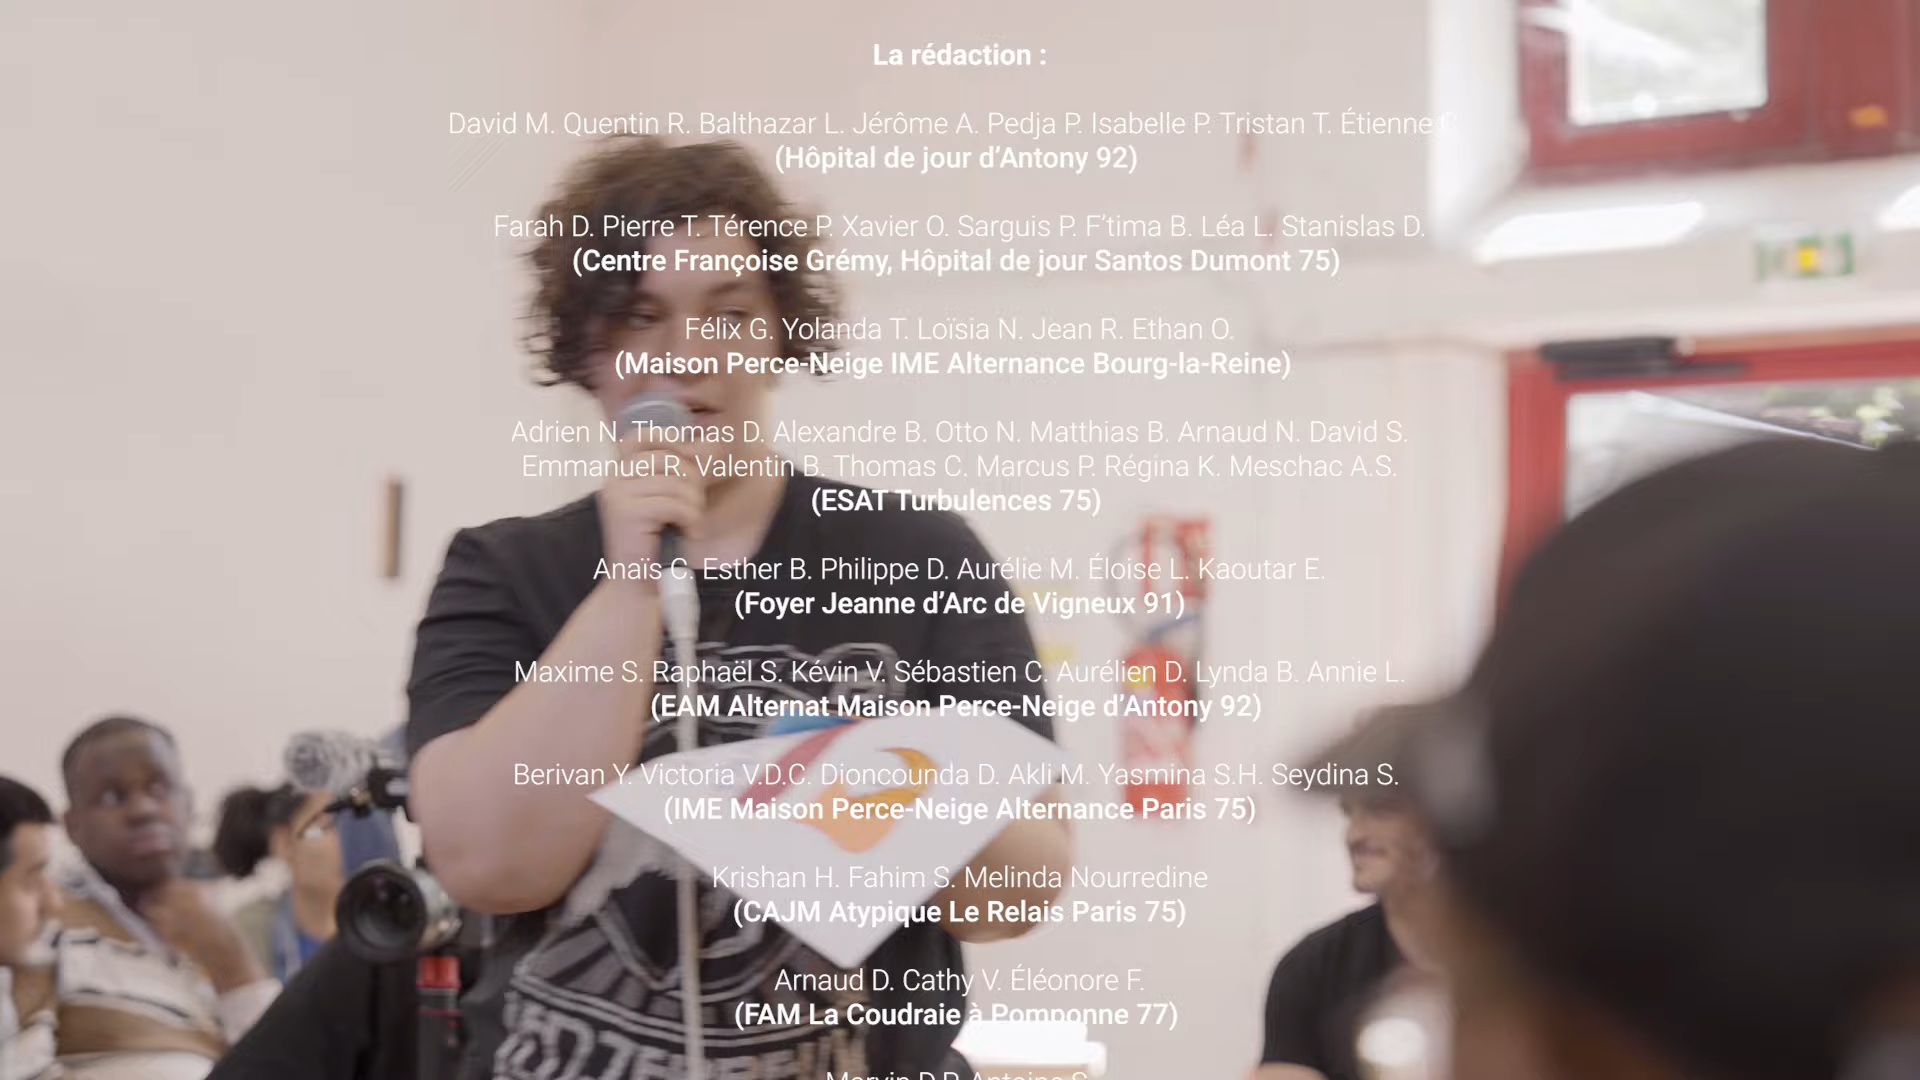 La rédaction :
David M. Quentin R. Balthazar L. Jérôme A. Pedja P. Isabelle P. Tristan T. Étienne
(Hôpital de jour d’Antony 92)
Farah D. Pierre T. Térence P. Xavier O. Sarguis P. F’tima B. Léa L. Stanislas D.
(Centre Françoise Grémy, Hôpital de jour Santos Dumont 75)
Félix G. Yolanda T. Loïsia N. Jean R. Ethan O.
(Maison Perce-Neige IME Alternance Bourg-la-Reine)
Adrien N. Thomas D. Alexandre B. Otto N. Matthias B. Arnaud N. David S.
Emmanuel R. Valentin B. Thomas C. Marcus P. Régina K. Meschac A.S.
(ESAT Turbulences 75)
Anaïs C. Esther B. Philippe D. Aurélie M. Éloise L. Kaoutar E.
(Foyer Jeanne d’Arc de Vigneux 91)
Maxime S. Raphaël S. Kévin V. Sébastien C. Aurélien D. Lynda B. Annie L.
(EAM Alternat Maison Perce-Neige d’Antony 92)
Berivan Y. Victoria V.D.C. Dioncounda D. Akli M. Yasmina S.H. Seydina S.
(IME Maison Perce-Neige Alternance Paris 75)
Krishan H. Fahim S. Melinda Nourredine
(CAJM Atypique Le Relais Paris 75)
Arnaud D. Cathy V. Éléonore F.
(FAM La Coudraie à Pomponne 77)